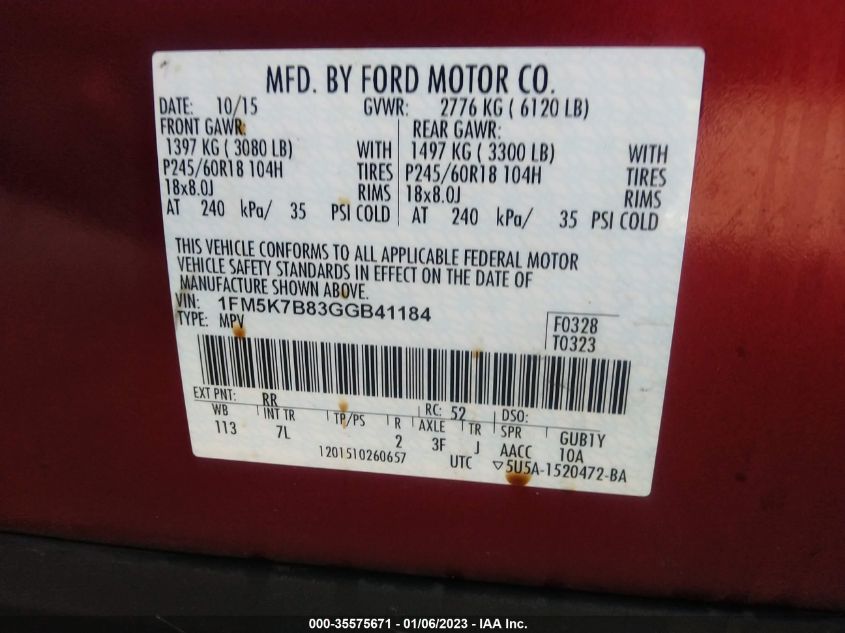 MFD. BY FORD MOTOR CO.
DATE: 10/15 GVWR: 2776 KG ( 6120 LB)
FRONT GAWR: REAR GAWR:
1397 KG ( 3080 LB) WITH 1497 KG ( 3300 LB) WITH
P245/60R18 104H TIRES P245/60R18 104H TIRES
18x8.0J RIMS 18x8.0J RIMS
AT 240 kPa/ 35 PSI COLD AT 240 kPa/ 35 PSI COLD
THIS VEHICLE CONFORMS TO ALL APPLICABLE FEDERAL MOTOR
VEHICLE SAFETY STANDARDS IN EFFECT ON THE DATE OF
MANUFACTURE SHOWN ABOVE.
VIN: 1FM5K7B83GGB41184
TYPE: MPV
F0328
T0323
EXT PNT: RR RC: 52 DSO:
WB INT TR TP/PS R AXLE TR SPR GUB1Y
113 7L 2 3F J AACC 10A
1201510260657 UTC ▽5U5A-1520472-BA
000-35575671 - 01/06/2023 - IAA Inc.